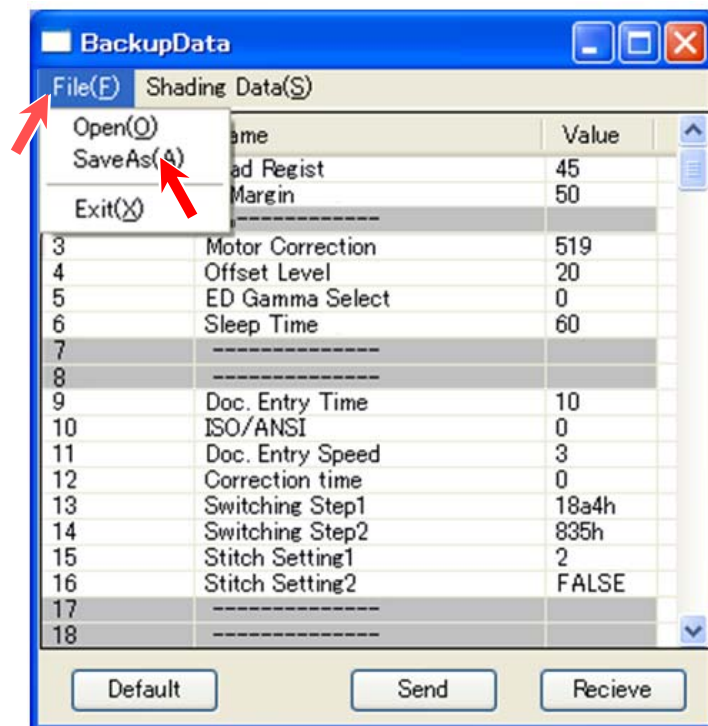 BackupData
File(F) Shading Data(S)
Open(O)
SaveAs(A)
Exit(X)
Value
Regist 45
Margin 50
--------------
3 Motor Correction 519
4 Offset Level 20
5 ED Gamma Select 0
6 Sleep Time 60
7 --------------
8 --------------
9 Doc. Entry Time 10
10 ISO/ANSI 0
11 Doc. Entry Speed 3
12 Correction time 0
13 Switching Step1 18a4h
14 Switching Step2 835h
15 Stitch Setting1 2
16 Stitch Setting2 FALSE
17 --------------
18 --------------
Default Send Recieve